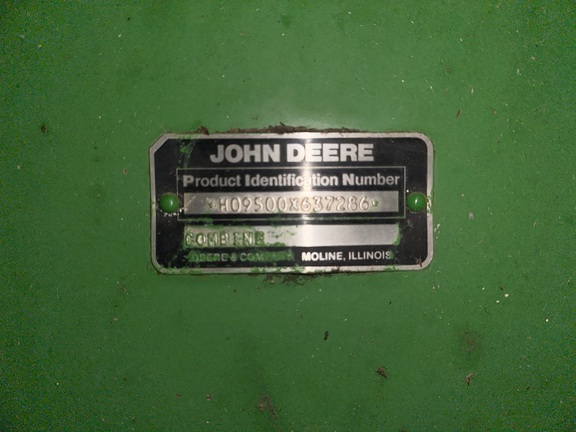 JOHN DEERE
Product Identification Number
*H09500X637286*
COMBINE
DEERE & COMPANY MOLINE, ILLINOIS